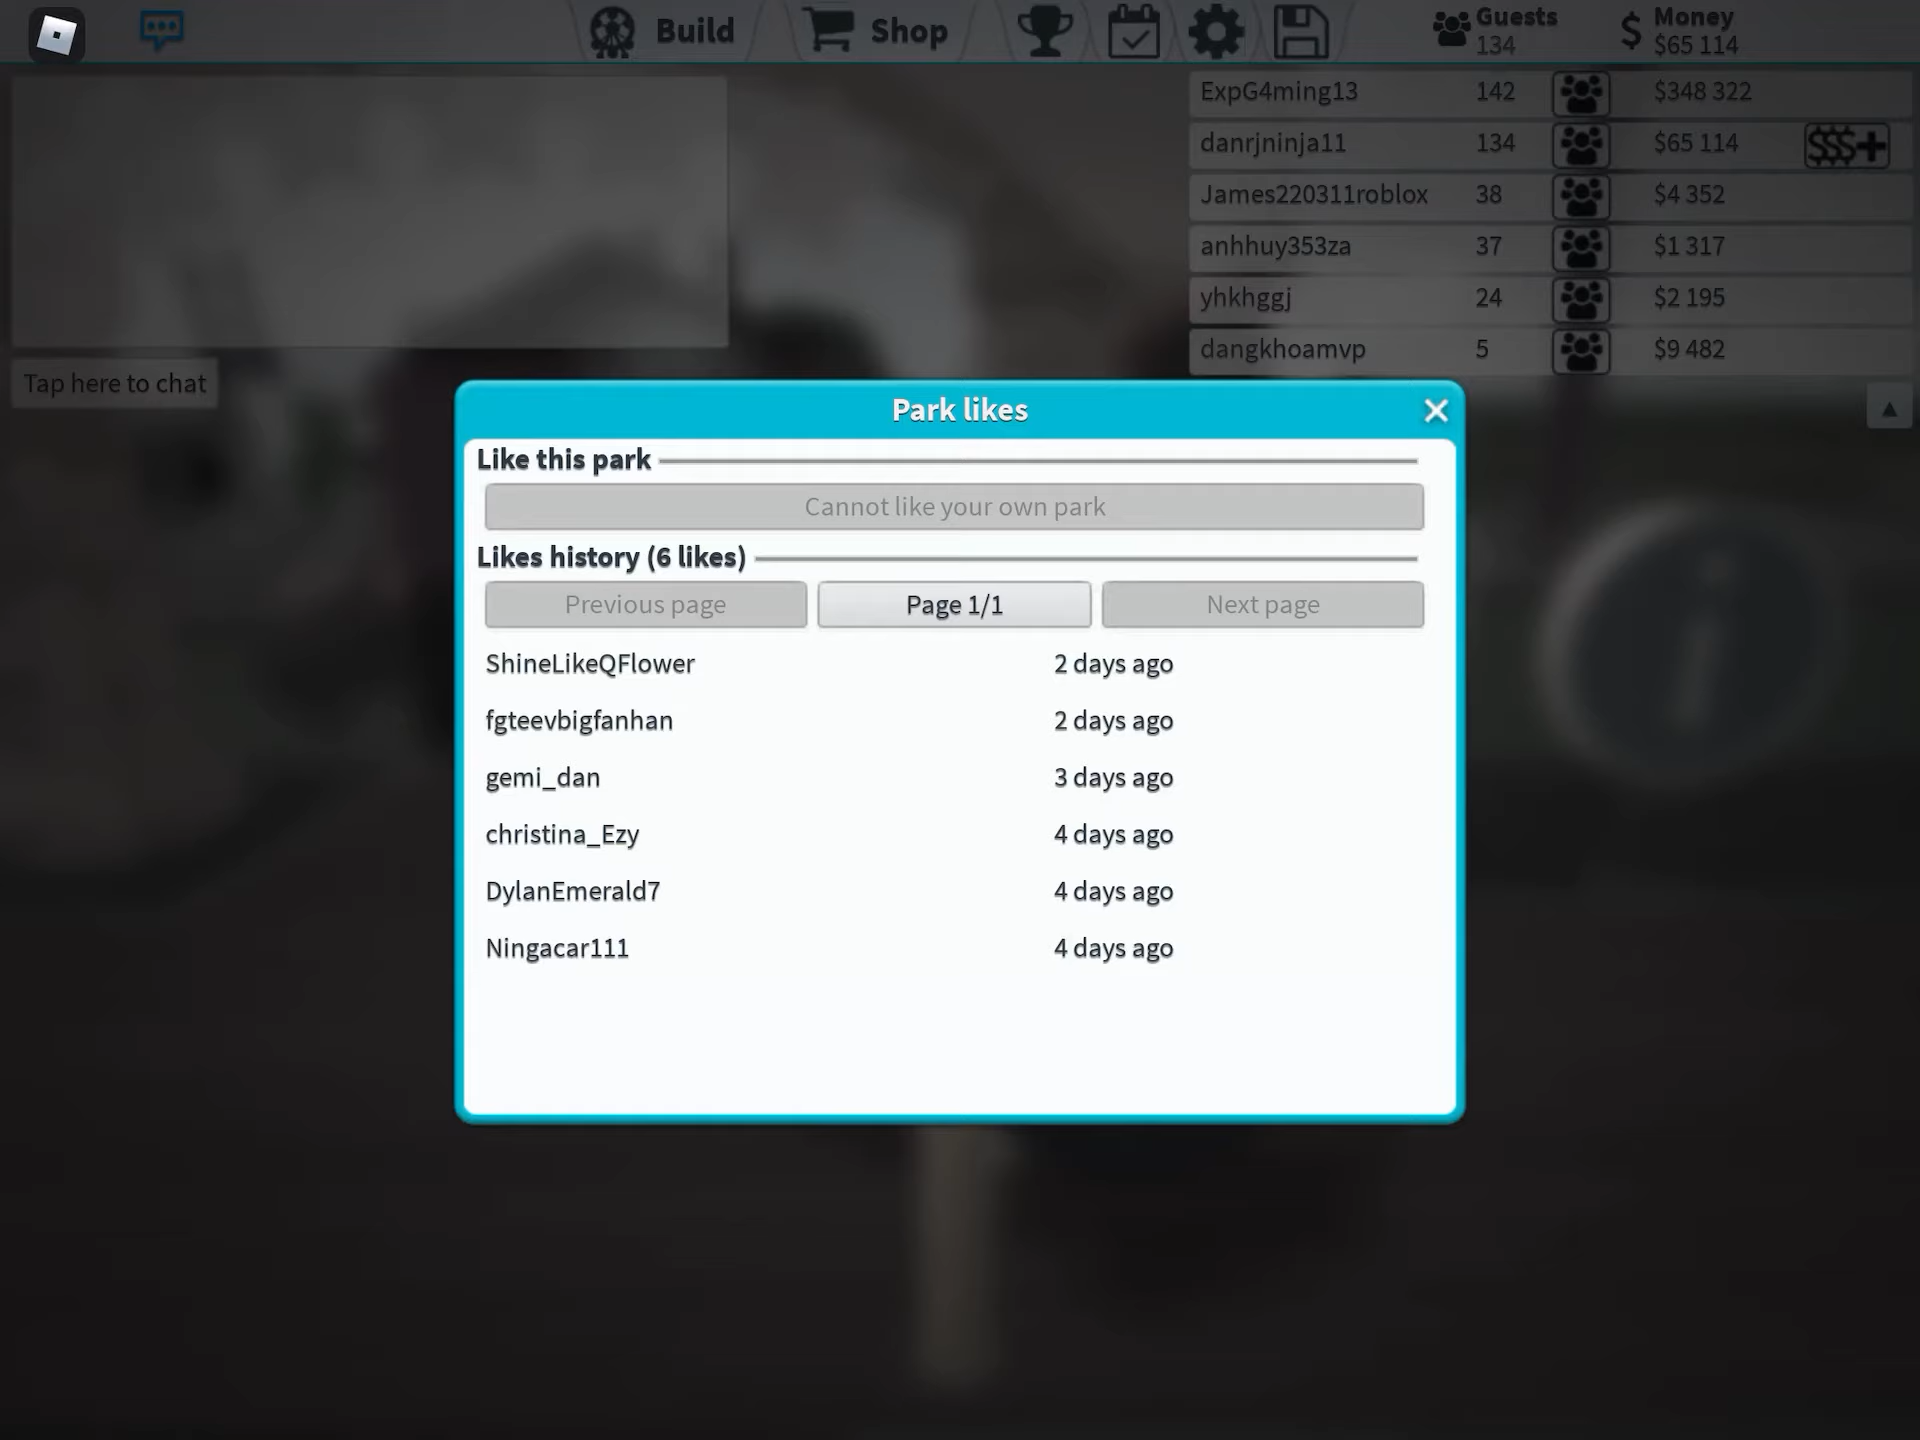 Build
Shop
Guests
134
Money
$65 114
ExpG4ming13 142 $348 322
danrjninja11 134 $65 114 $$$+
James220311roblox 38 $4 352
anhhuy353za 37 $1 317
yhkhggj 24 $2 195
dangkhoamvp 5 $9 482
Tap here to chat
Park likes
Like this park
Cannot like your own park
Likes history (6 likes)
Previous page Page 1/1 Next page
ShineLikeQFlower 2 days ago
fgteevbigfanhan 2 days ago
gemi_dan 3 days ago
christina_Ezy 4 days ago
DylanEmerald7 4 days ago
Ningacar111 4 days ago